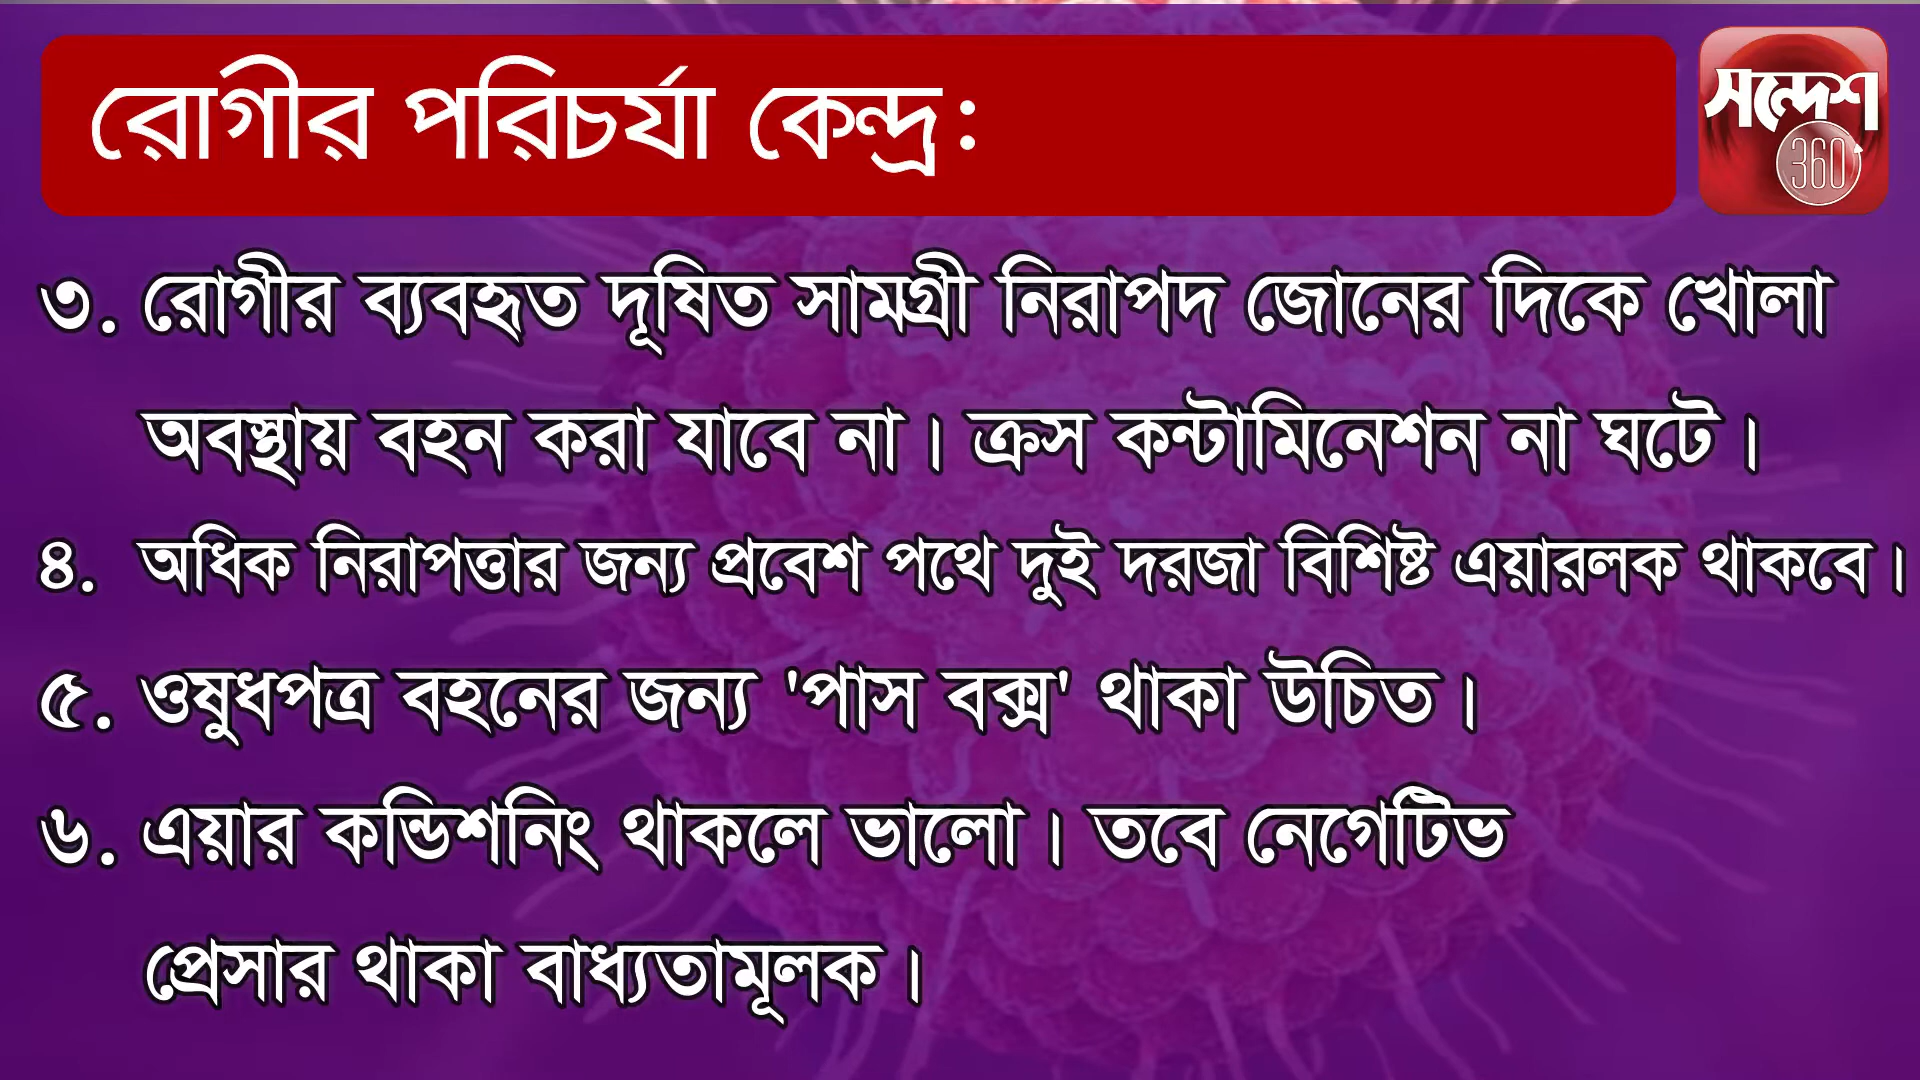 রোগীর পরিচর্যা কেন্দ্র:
সন্দেশ
360
৩. রোগীর ব্যবহৃত দূষিত সামগ্রী নিরাপদ জোনের দিকে খোলা
অবস্থায় বহন করা যাবে না। ক্রস কন্টামিনেশন না ঘটে।
৪. অধিক নিরাপত্তার জন্য প্রবেশ পথে দুই দরজা বিশিষ্ট এয়ারলক থাকবে।
৫. ওষুধপত্র বহনের জন্য 'পাস বক্স' থাকা উচিত।
৬. এয়ার কন্ডিশনিং থাকলে ভালো। তবে নেগেটিভ
প্রেসার থাকা বাধ্যতামূলক।